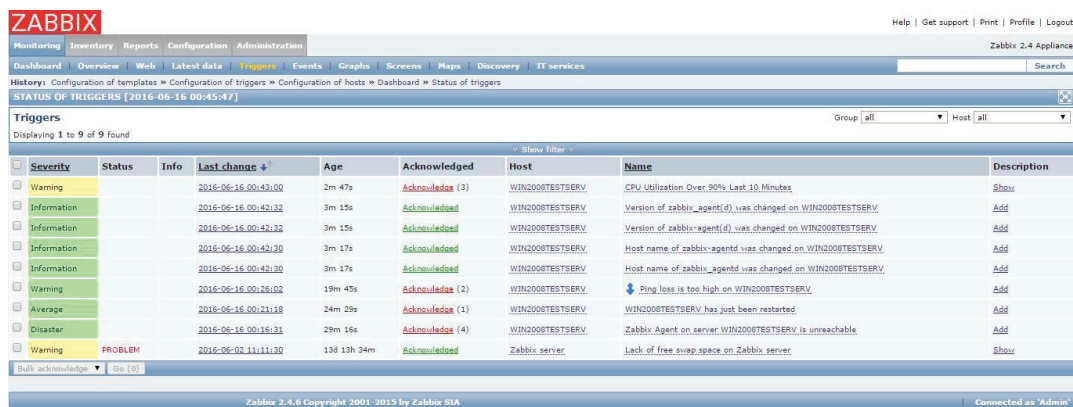 ZABBIX
Help | Get support | Print | Profile | Logout
Monitoring Inventory Reports Configuration Administration
Zabbix 2.4 Appliance
Dashboard | Overview | Web | Latest data | Triggers | Events | Graphs | Screens | Maps | Discovery | IT services
Search
History: Configuration of templates » Configuration of triggers » Configuration of hosts » Dashboard » Status of triggers
STATUS OF TRIGGERS [2016-06-16 00:45:47]
Triggers
Group all Host all
Displaying 1 to 9 of 9 found
Show filter
Severity Status Info Last change Age Acknowledged Host Name Description
Warning 2016-06-16 00:43:00 2m 47s Acknowledge (3) WIN2008TESTSERV CPU Utilization Over 90% Last 10 Minutes Show
Information 2016-06-16 00:42:32 3m 15s Acknowledged WIN2008TESTSERV Version of zabbix_agent(d) was changed on WIN2008TESTSERV Add
Information 2016-06-16 00:42:32 3m 15s Acknowledged WIN2008TESTSERV Version of zabbix-agent(d) was changed on WIN2008TESTSERV Add
Information 2016-06-16 00:42:30 3m 17s Acknowledged WIN2008TESTSERV Host name of zabbix-agentd was changed on WIN2008TESTSERV Add
Information 2016-06-16 00:42:30 3m 17s Acknowledged WIN2008TESTSERV Host name of zabbix_agentd was changed on WIN2008TESTSERV Add
Warning 2016-06-16 00:26:02 19m 45s Acknowledge (2) WIN2008TESTSERV Ping loss is too high on WIN2008TESTSERV Add
Average 2016-06-16 00:21:18 24m 29s Acknowledge (1) WIN2008TESTSERV WIN2008TESTSERV has just been restarted Add
Disaster 2016-06-16 00:16:31 29m 16s Acknowledge (4) WIN2008TESTSERV Zabbix Agent on server WIN2008TESTSERV is unreachable Add
Warning PROBLEM 2016-06-02 11:11:30 13d 13h 34m Acknowledged Zabbix server Lack of free swap space on Zabbix server Show
Bulk acknowledge Go (0)
Zabbix 2.4.6 Copyright 2001-2015 by Zabbix SIA
Connected as 'Admin'